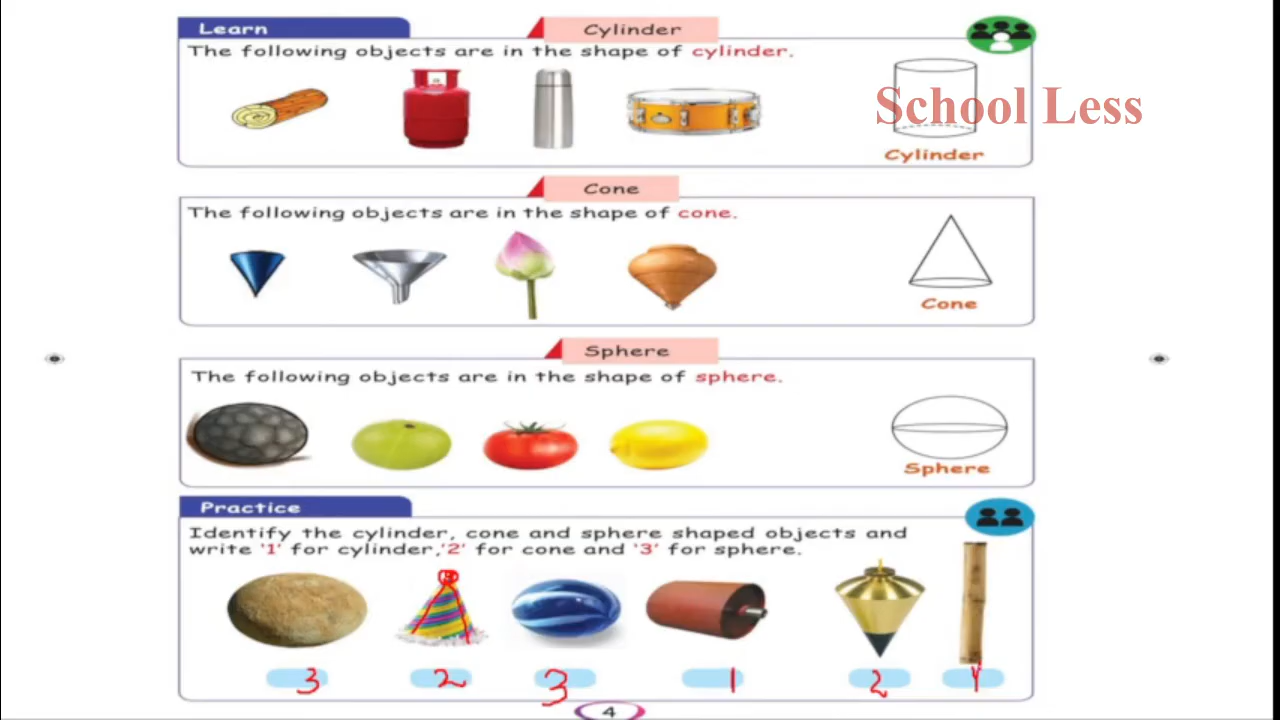 Learn
Cylinder
The following objects are in the shape of cylinder.
School Less
Cylinder
Cone
The following objects are in the shape of cone.
Cone
Sphere
The following objects are in the shape of sphere.
Sphere
Practice
Identify the cylinder, cone and sphere shaped objects and
write '1' for cylinder,'2' for cone and '3' for sphere.
3 2 3 1 2
4